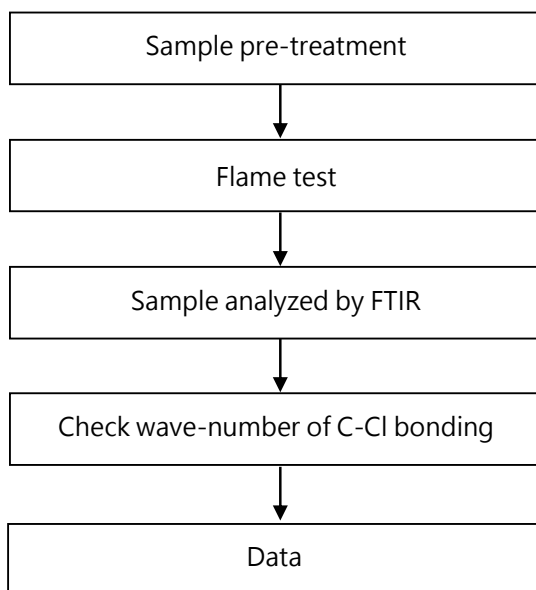 Sample pre-treatment
Flame test
Sample analyzed by FTIR
Check wave-number of C-Cl bonding
Data